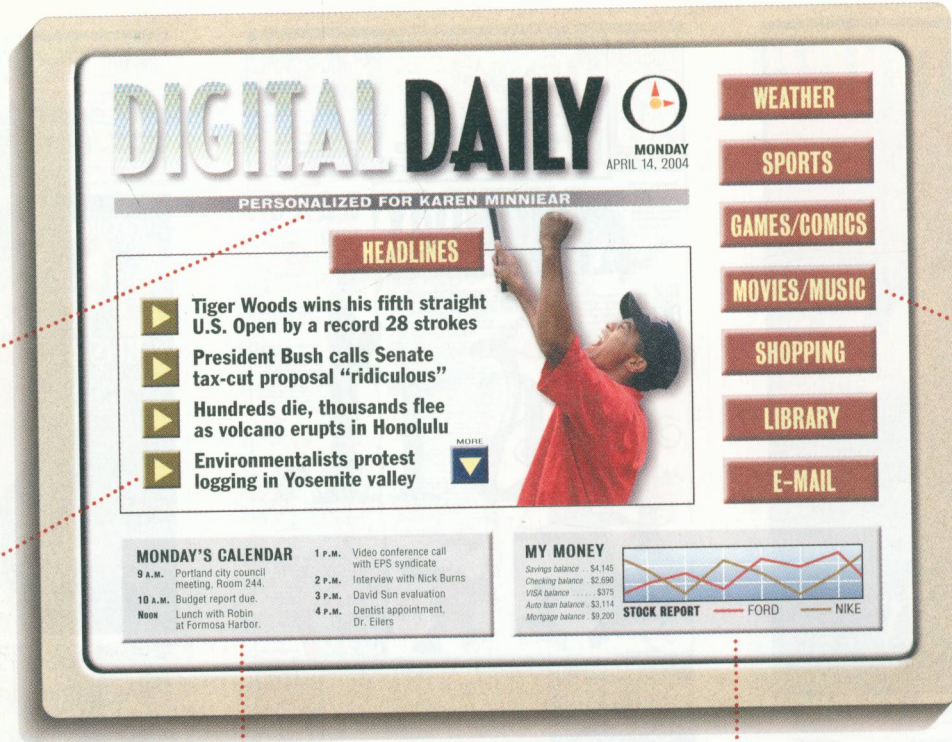 DIGITAL DAILY
MONDAY
APRIL 14, 2004
PERSONALIZED FOR KAREN MINNIEAR
HEADLINES
Tiger Woods wins his fifth straight
U.S. Open by a record 28 strokes
President Bush calls Senate
tax-cut proposal “ridiculous”
Hundreds die, thousands flee
as volcano erupts in Honolulu
Environmentalists protest
logging in Yosemite valley
MORE
WEATHER
SPORTS
GAMES/COMICS
MOVIES/MUSIC
SHOPPING
LIBRARY
E-MAIL
MONDAY'S CALENDAR
9 A.M. Portland city council
meeting, Room 244.
10 A.M. Budget report due.
NOON Lunch with Robin
at Formosa Harbor.
1 P.M. Video conference call
with EPS syndicate
2 P.M. Interview with Nick Burns
3 P.M. David Sun evaluation
4 P.M. Dentist appointment,
Dr. Eilers
MY MONEY
Savings balance . . $4,145
Checking balance . $2,690
VISA balance . . . . . . $375
Auto loan balance . $3,114
Mortgage balance . $9,200
STOCK REPORT FORD NIKE